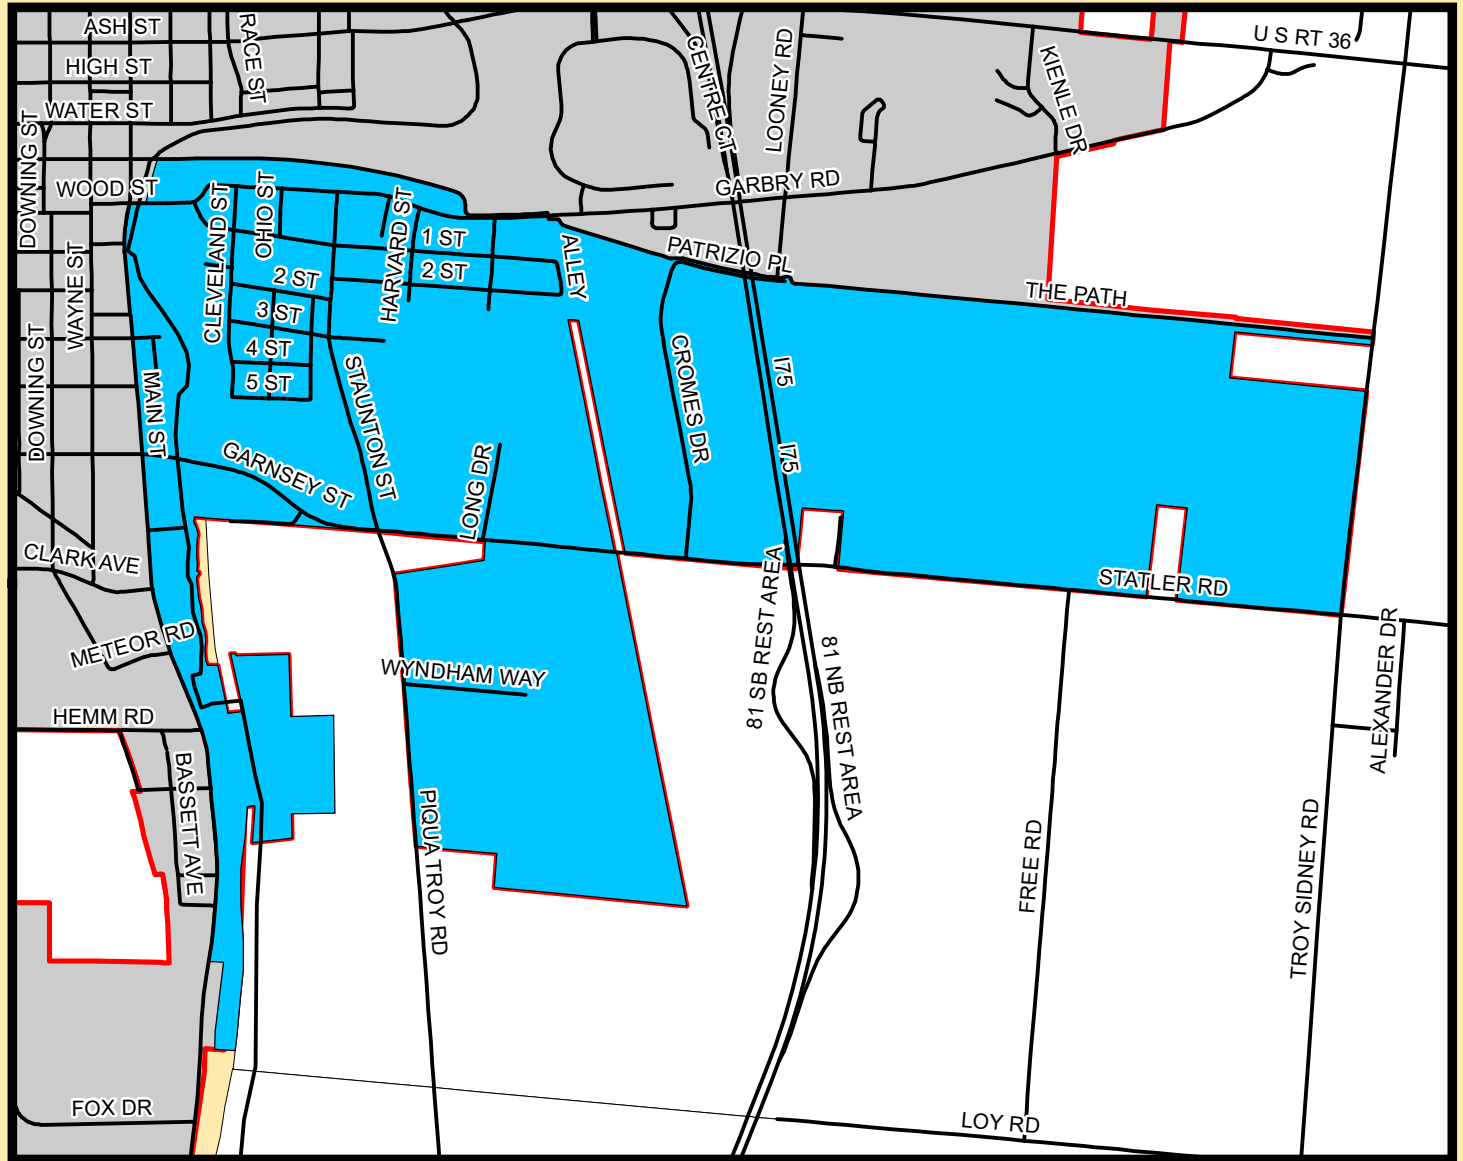 ASH ST
RACE ST
U S RT 36
HIGH ST
CENTRE CT
LOONEY RD
KIENLE DR
WATER ST
DOWNING ST
WOOD ST
GARBRY RD
CLEVELAND ST
OHIO ST
HARVARD ST
1 ST
ALLEY
PATRIZIO PL
WAYNE ST
2 ST
2 ST
THE PATH
3 ST
DOWNING ST
4 ST
5 ST
MAIN ST
STAUNTON ST
CROMES DR
I75
GARNSEY ST
LONG DR
I75
CLARK AVE
STATLER RD
81 SB REST AREA
METEOR RD
WYNDHAM WAY
81 NB REST AREA
ALEXANDER DR
HEMM RD
BASSETT AVE
PIQUA TROY RD
FREE RD
TROY SIDNEY RD
FOX DR
LOY RD